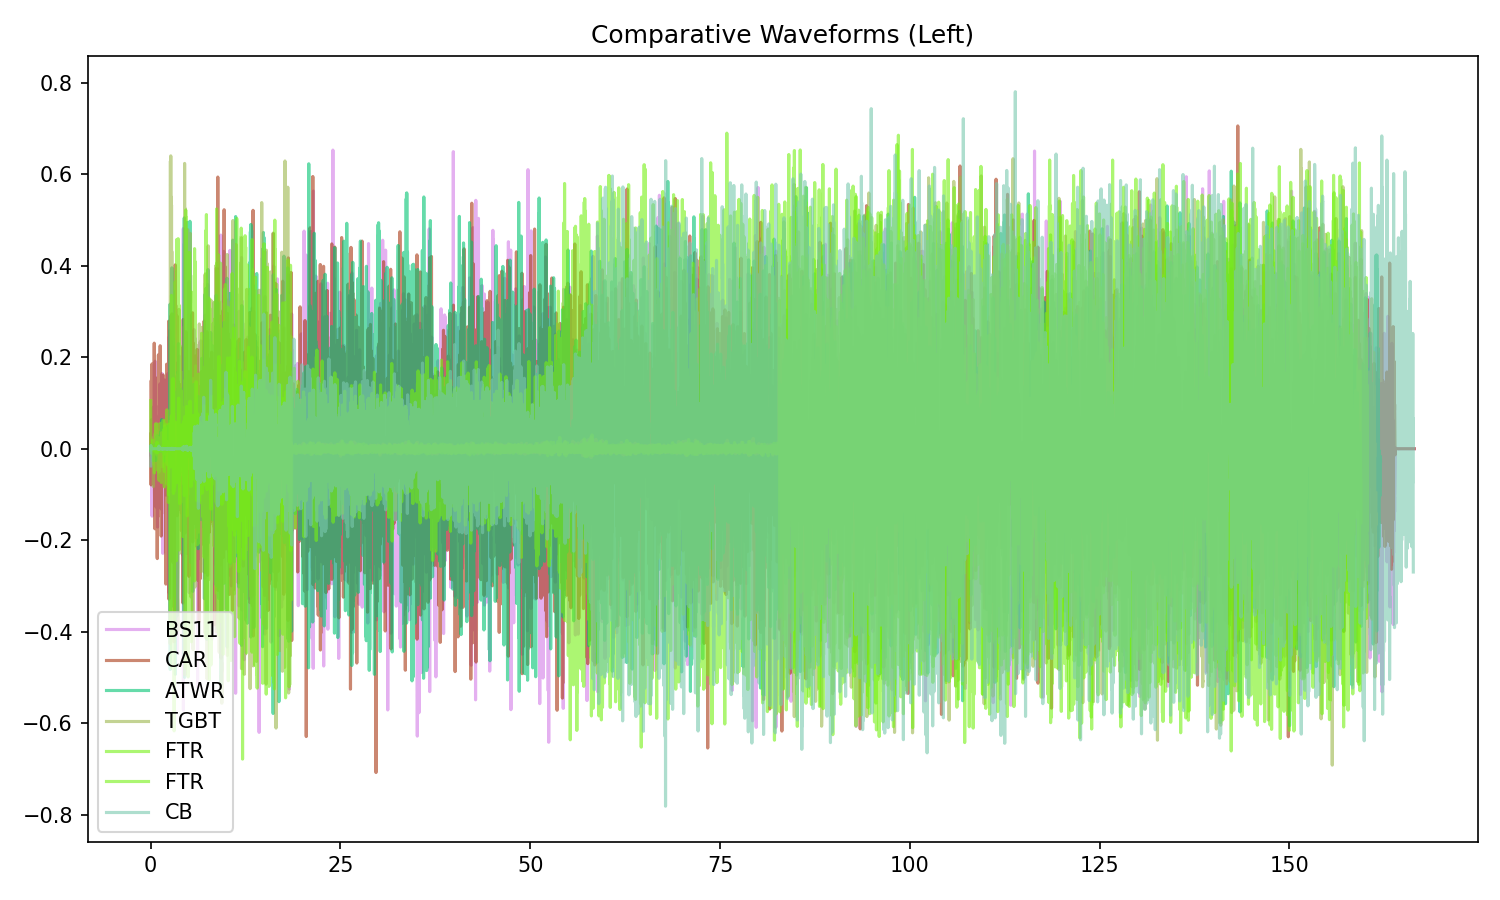 Comparative Waveforms (Left)
0.8
0.6
0.4
0.2
0.0
−0.2
−0.4
−0.6
−0.8
BS11
CAR
ATWR
TGBT
FTR
FTR
CB
0 25 50 75 100 125 150